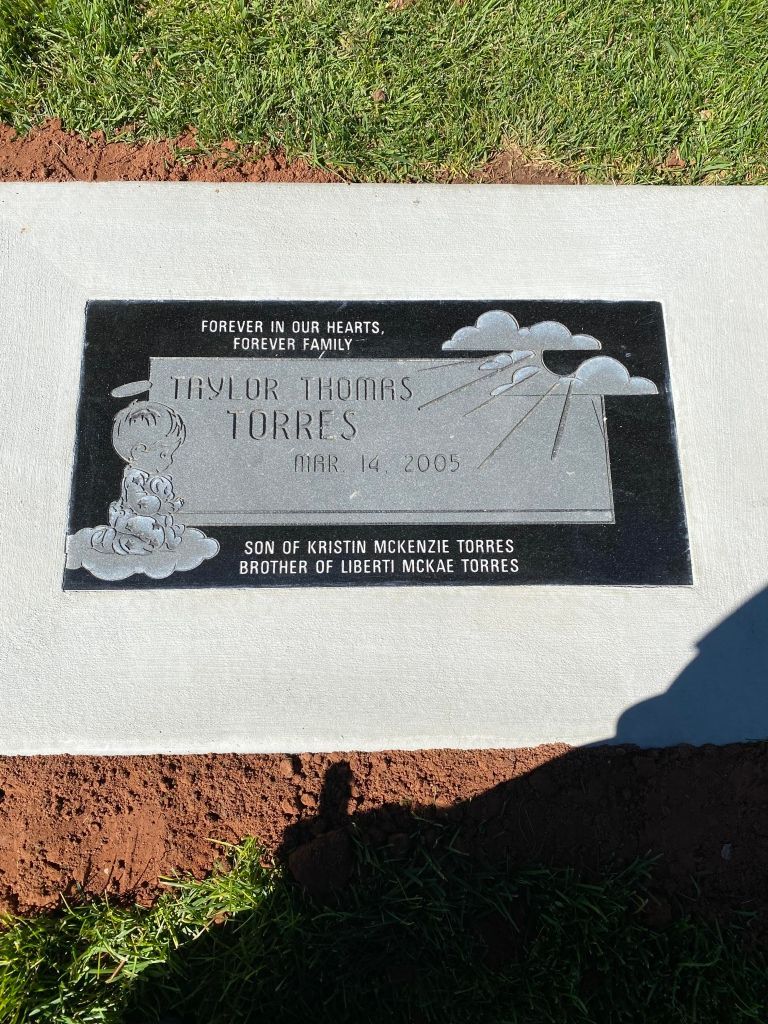 FOREVER IN OUR HEARTS,
FOREVER FAMILY
TAYLOR THOMAS
TORRES
MAR. 14, 2005
SON OF KRISTIN MCKENZIE TORRES
BROTHER OF LIBERTI MCKAE TORRES